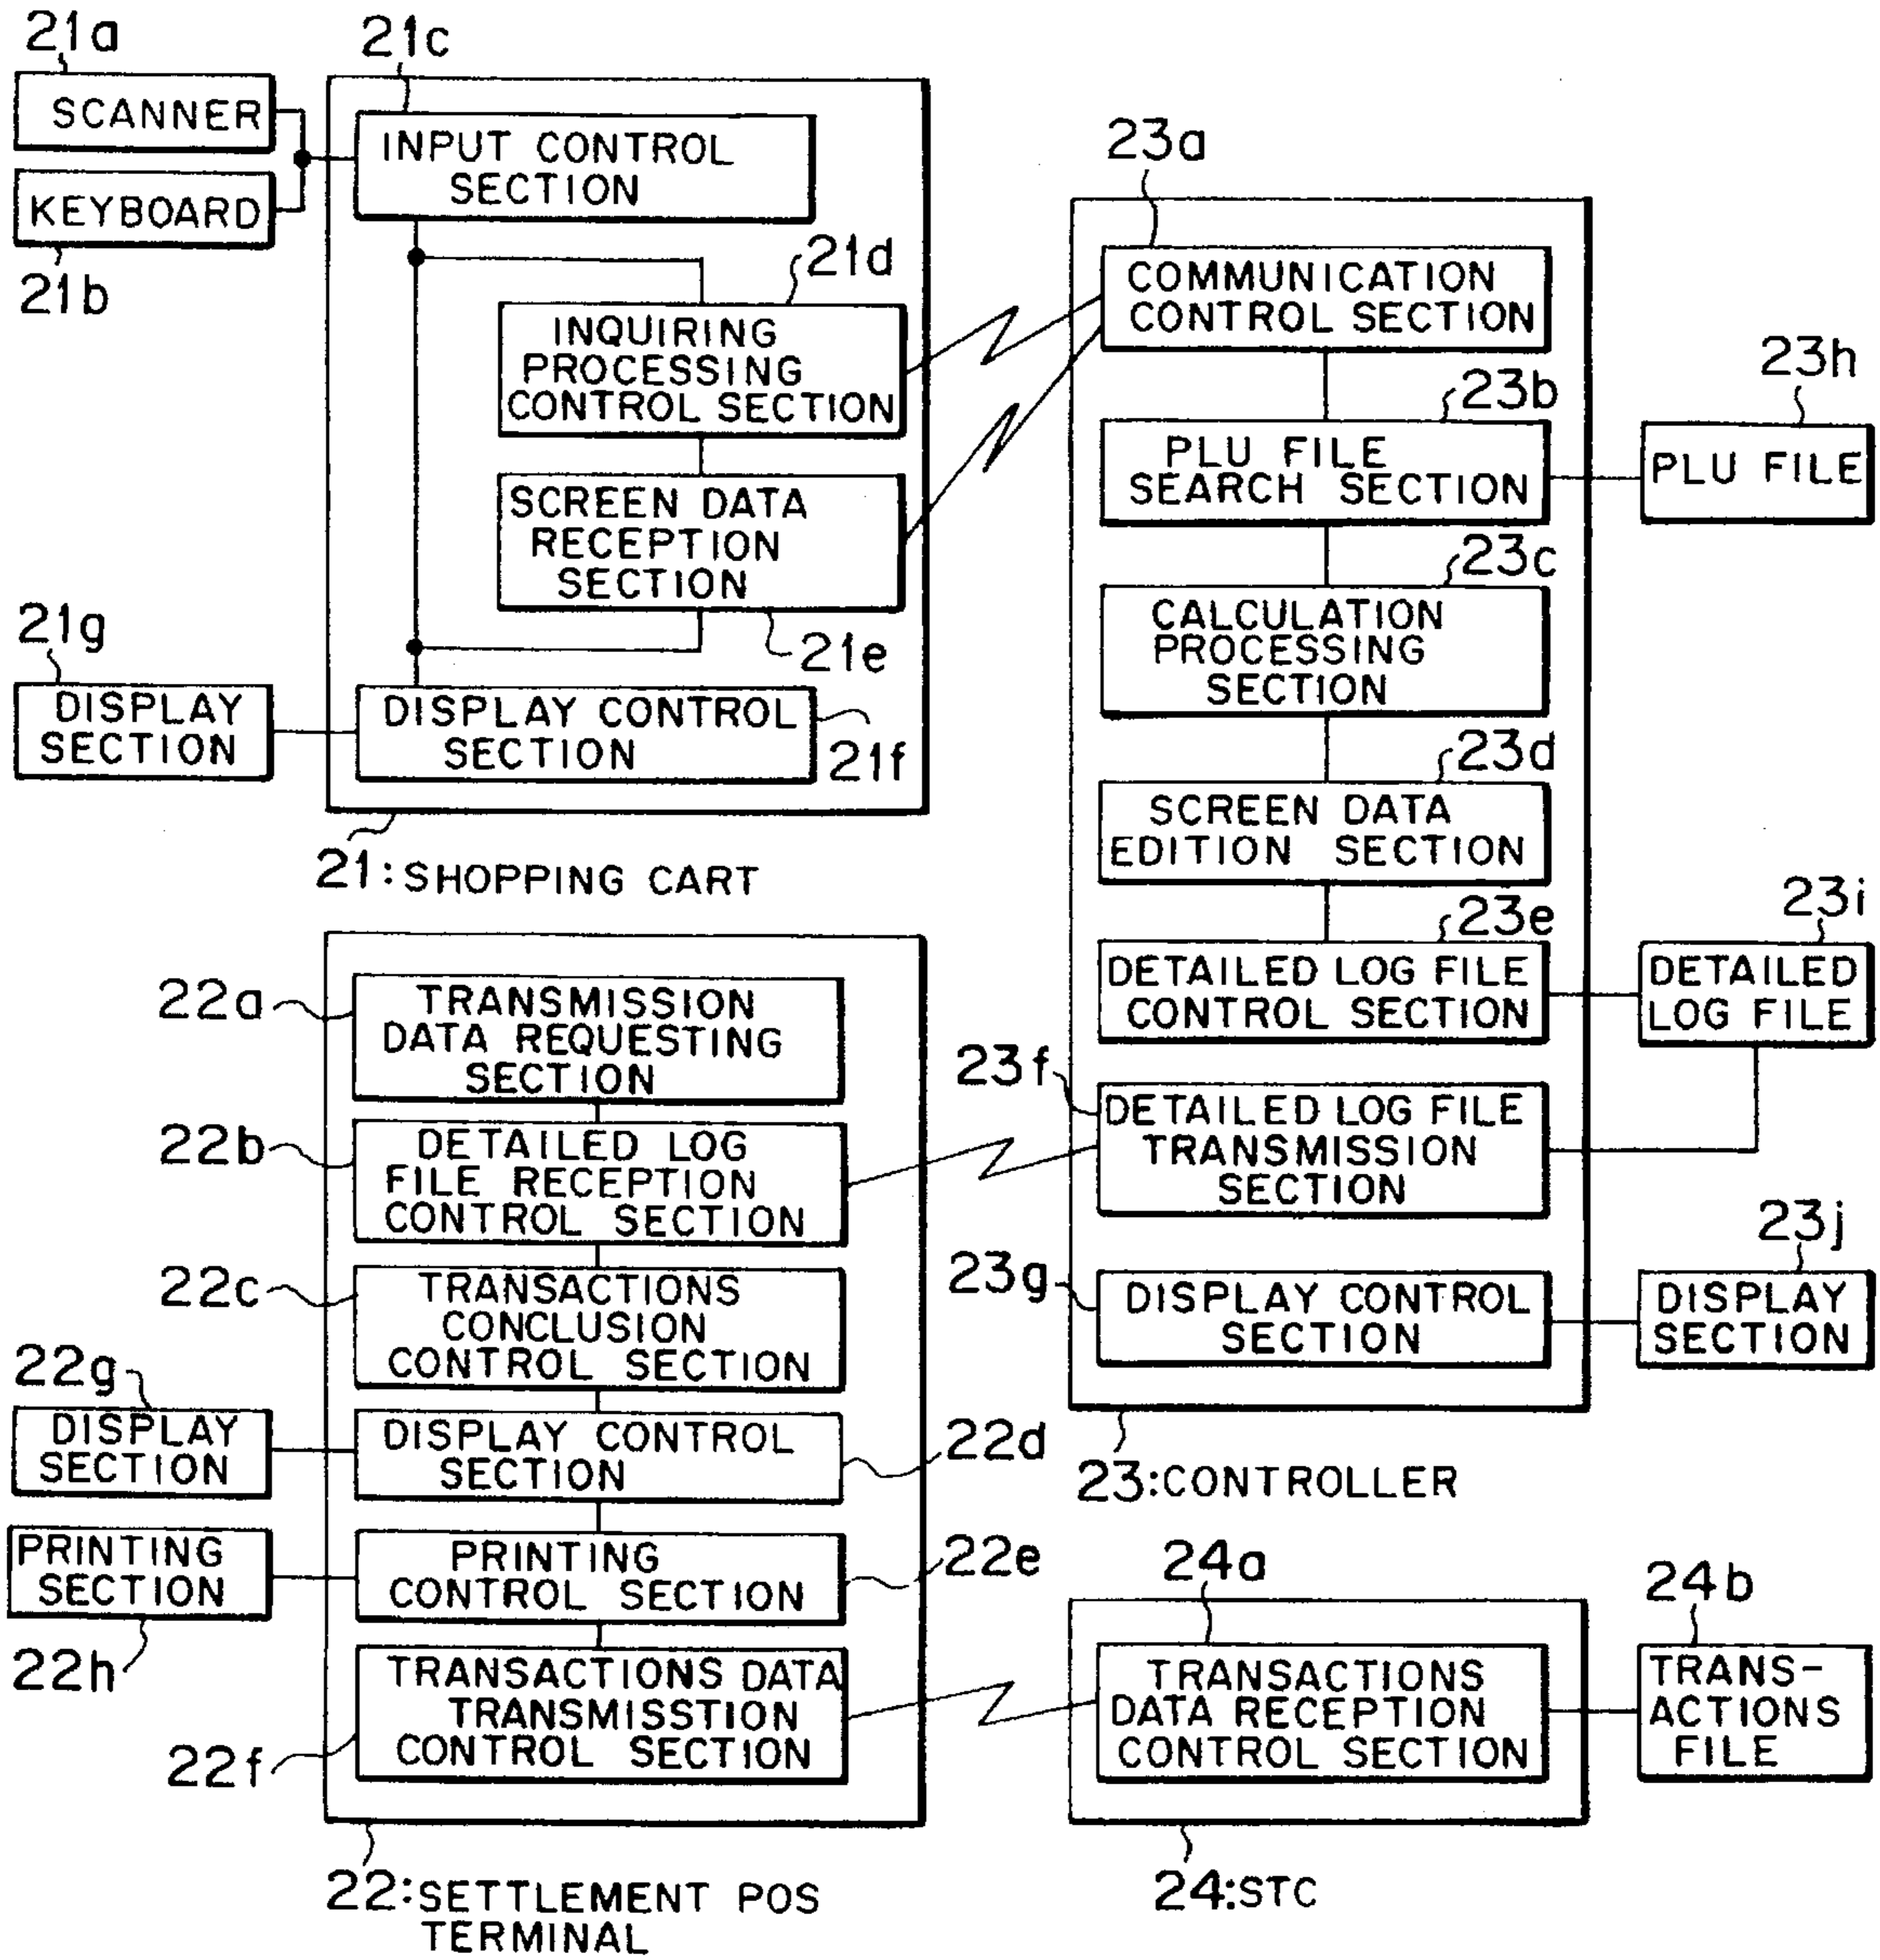 21a
SCANNER
KEYBOARD
21b
21c
INPUT CONTROL
SECTION
21d
INQUIRING
PROCESSING
CONTROL SECTION
SCREEN DATA
RECEPTION
SECTION
21e
21g
DISPLAY
SECTION
DISPLAY CONTROL
SECTION
21f
21:SHOPPING CART
22a
TRANSMISSION
DATA REQUESTING
SECTION
22b
DETAILED LOG
FILE RECEPTION
CONTROL SECTION
22c
TRANSACTIONS
CONCLUSION
CONTROL SECTION
22g
DISPLAY
SECTION
DISPLAY CONTROL
SECTION
22d
PRINTING
SECTION
22h
PRINTING
CONTROL SECTION
22e
TRANSACTIONS DATA
TRANSMISSTION
CONTROL SECTION
22f
22:SETTLEMENT POS
TERMINAL
23a
COMMUNICATION
CONTROL SECTION
23b
PLU FILE
SEARCH SECTION
23h
PLU FILE
23c
CALCULATION
PROCESSING
SECTION
23d
SCREEN DATA
EDITION SECTION
23e
DETAILED LOG FILE
CONTROL SECTION
23i
DETAILED
LOG FILE
23f
DETAILED LOG FILE
TRANSMISSION
SECTION
23g
DISPLAY CONTROL
SECTION
23j
DISPLAY
SECTION
23:CONTROLLER
24a
TRANSACTIONS
DATA RECEPTION
CONTROL SECTION
24b
TRANS-
ACTIONS
FILE
24:STC